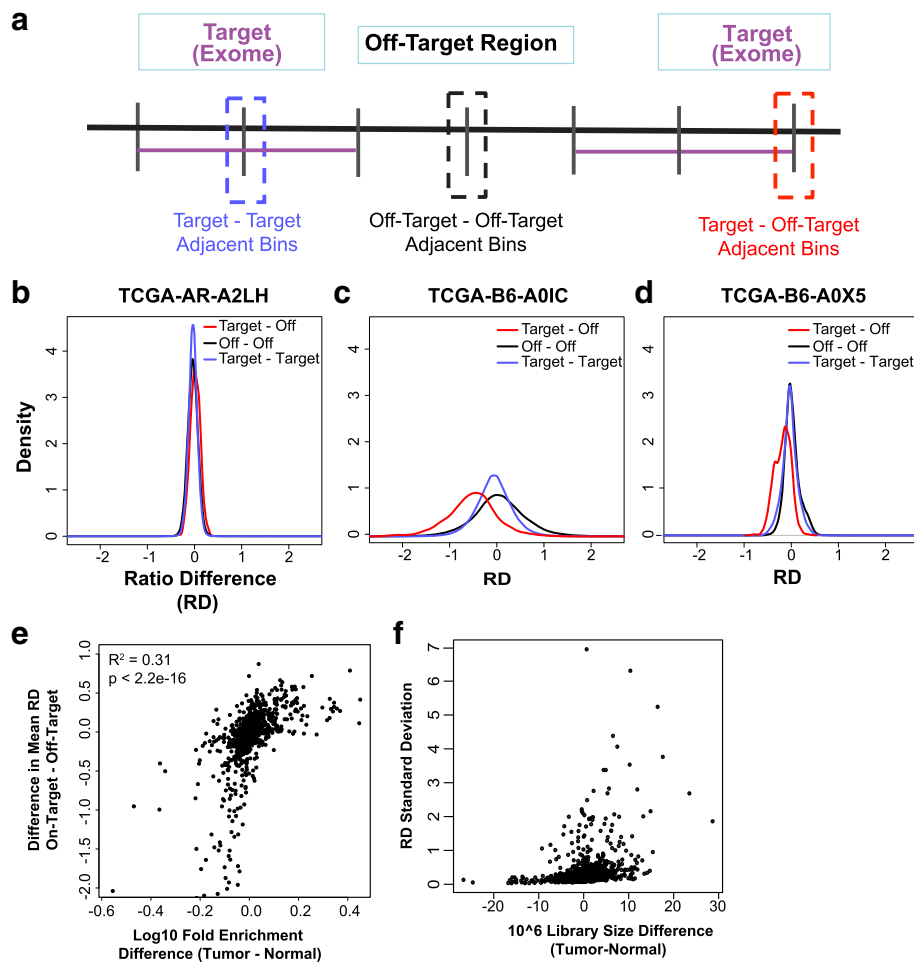 a
Target
(Exome)
Off-Target Region
Target
(Exome)
Target - Target
Adjacent Bins
Off-Target - Off-Target
Adjacent Bins
Target - Off-Target
Adjacent Bins
b
TCGA-AR-A2LH
Target - Off
Off - Off
Target - Target
Density
0
1
2
3
4
-2
-1
0
1
2
Ratio Difference
(RD)
c
TCGA-B6-A0IC
Target - Off
Off - Off
Target - Target
0
1
2
3
4
-2
-1
0
1
2
RD
d
TCGA-B6-A0X5
Target - Off
Off - Off
Target - Target
0
1
2
3
4
-2
-1
0
1
2
RD
e
R² = 0.31
p < 2.2e-16
Difference in Mean RD
On-Target - Off-Target
1.0
0.5
0.0
-0.5
-1.0
-1.5
-2.0
-0.6
-0.4
-0.2
0.0
0.2
0.4
Log10 Fold Enrichment
Difference (Tumor - Normal)
f
RD Standard Deviation
7
6
5
4
3
2
1
0
-20
-10
0
10
20
30
10^6 Library Size Difference
(Tumor-Normal)